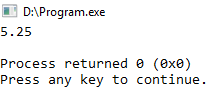 D:\Program.exe
5.25
Process returned 0 (0x0)
Press any key to continue.